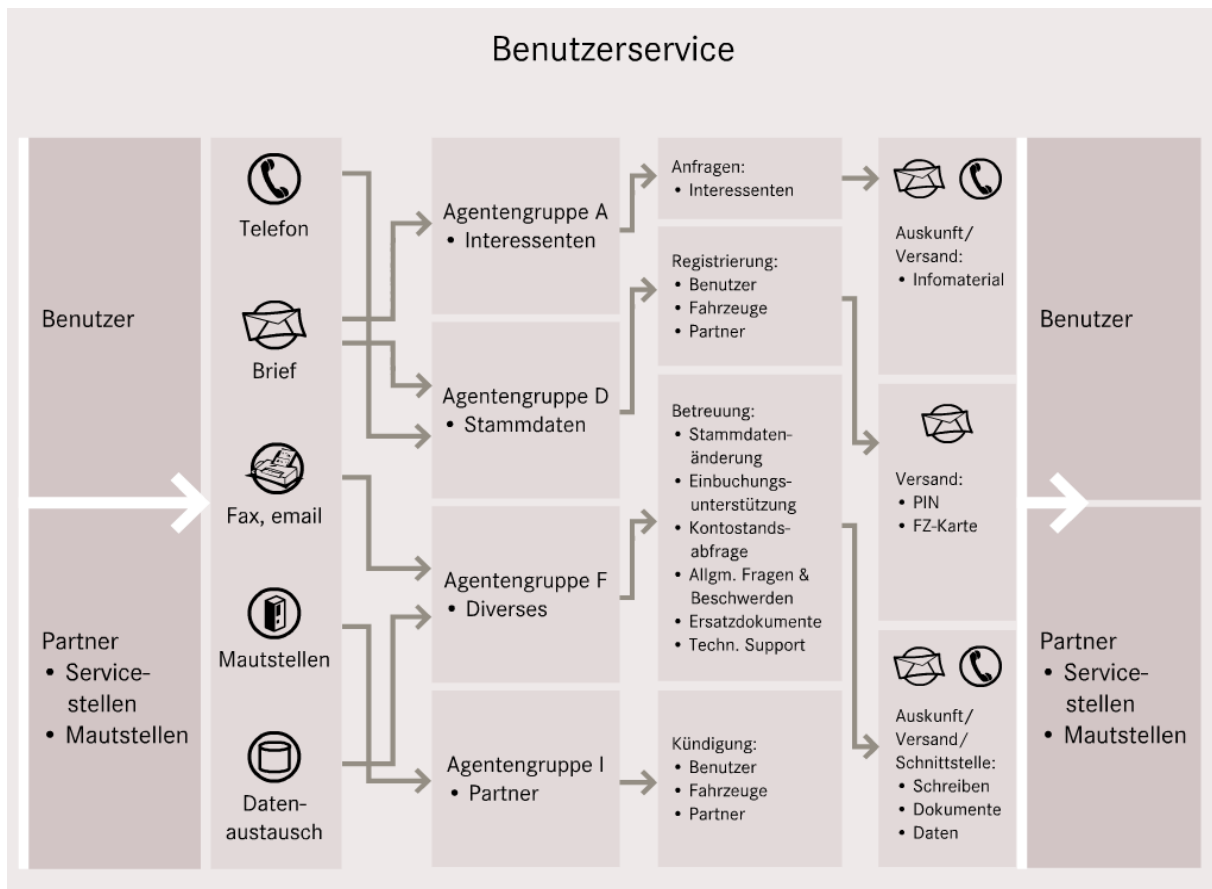 Benutzerservice
Benutzer
Partner
• Service-
stellen
• Mautstellen
Telefon
Brief
Fax, email
Mautstellen
Daten-
austausch
Agentengruppe A
• Interessenten
Agentengruppe D
• Stammdaten
Agentengruppe F
• Diverses
Agentengruppe I
• Partner
Anfragen:
• Interessenten
Registrierung:
• Benutzer
• Fahrzeuge
• Partner
Betreuung:
• Stammdaten-
änderung
• Einbuchungs-
unterstützung
• Kontostands-
abfrage
• Allgm. Fragen &
Beschwerden
• Ersatzdokumente
• Techn. Support
Kündigung:
• Benutzer
• Fahrzeuge
• Partner
Auskunft/
Versand:
• Infomaterial
Versand:
• PIN
• FZ-Karte
Auskunft/
Versand/
Schnittstelle:
• Schreiben
• Dokumente
• Daten
Benutzer
Partner
• Service-
stellen
• Mautstellen